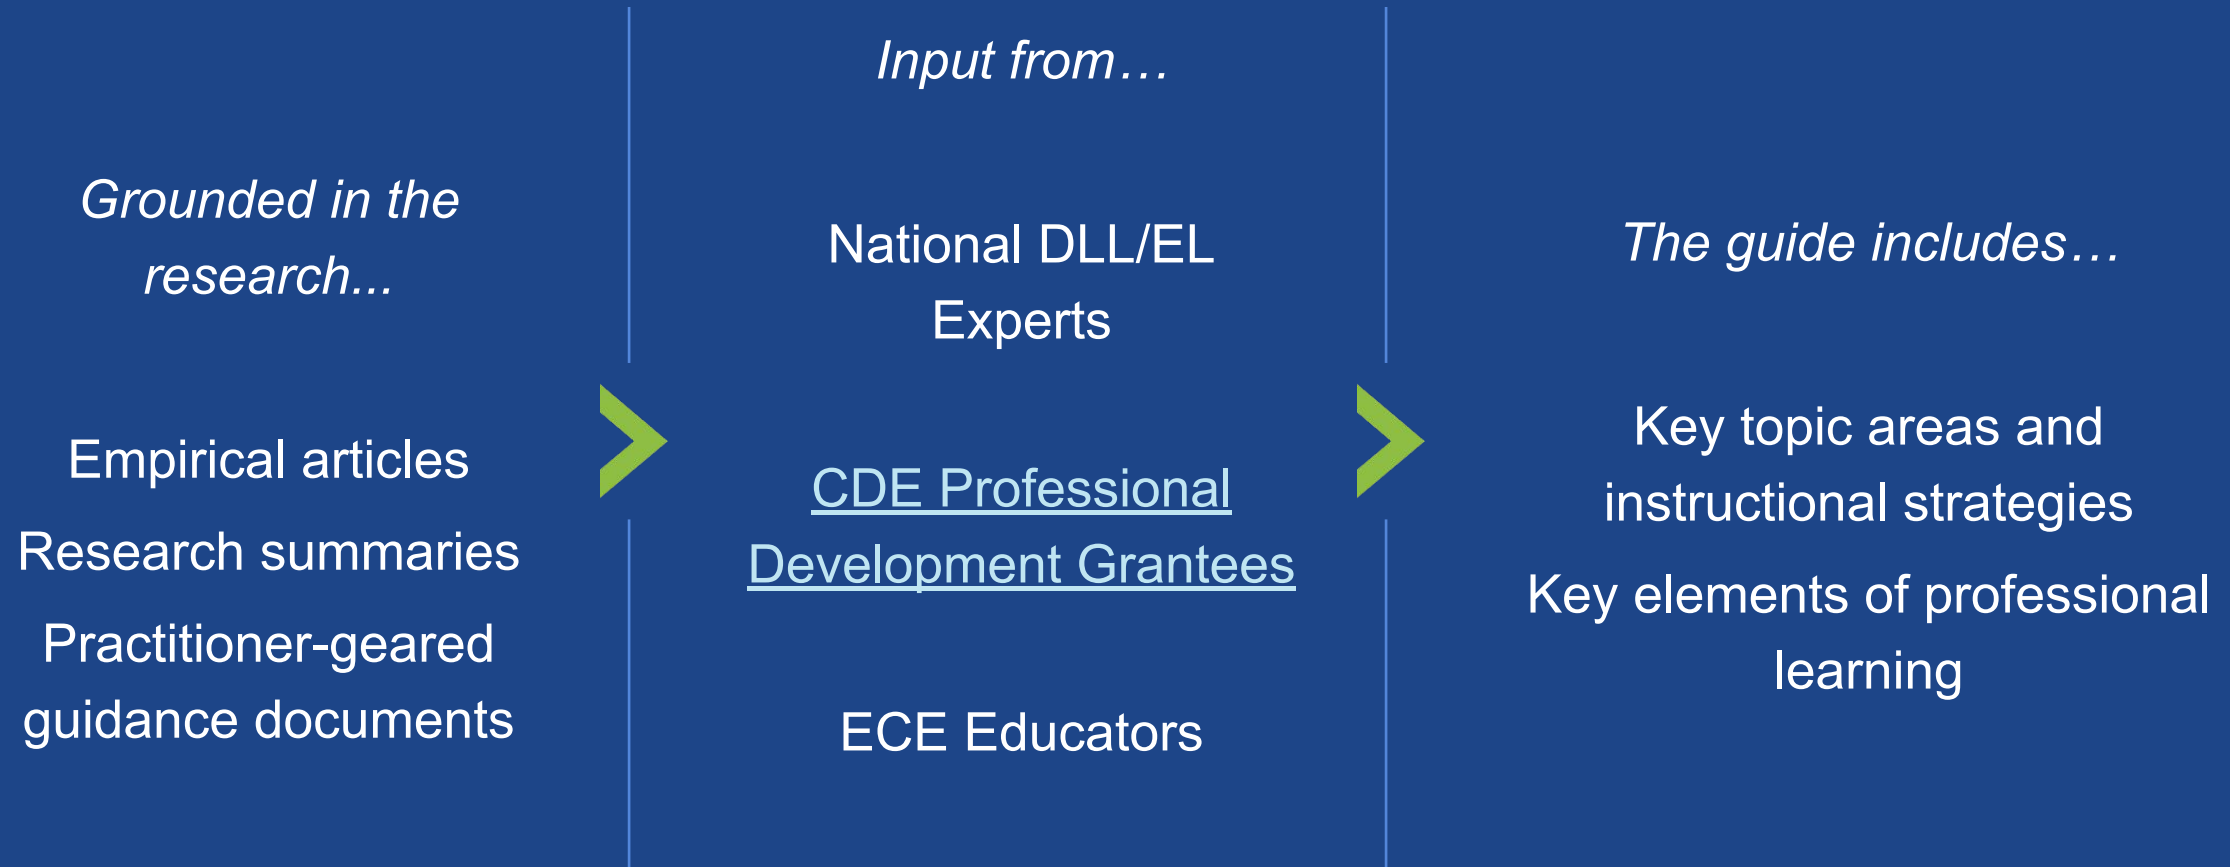 Grounded in the
research...
Empirical articles
Research summaries
Practitioner-geared
guidance documents
Input from…
National DLL/EL
Experts
CDE Professional
Development Grantees
ECE Educators
The guide includes…
Key topic areas and
instructional strategies
Key elements of professional
learning